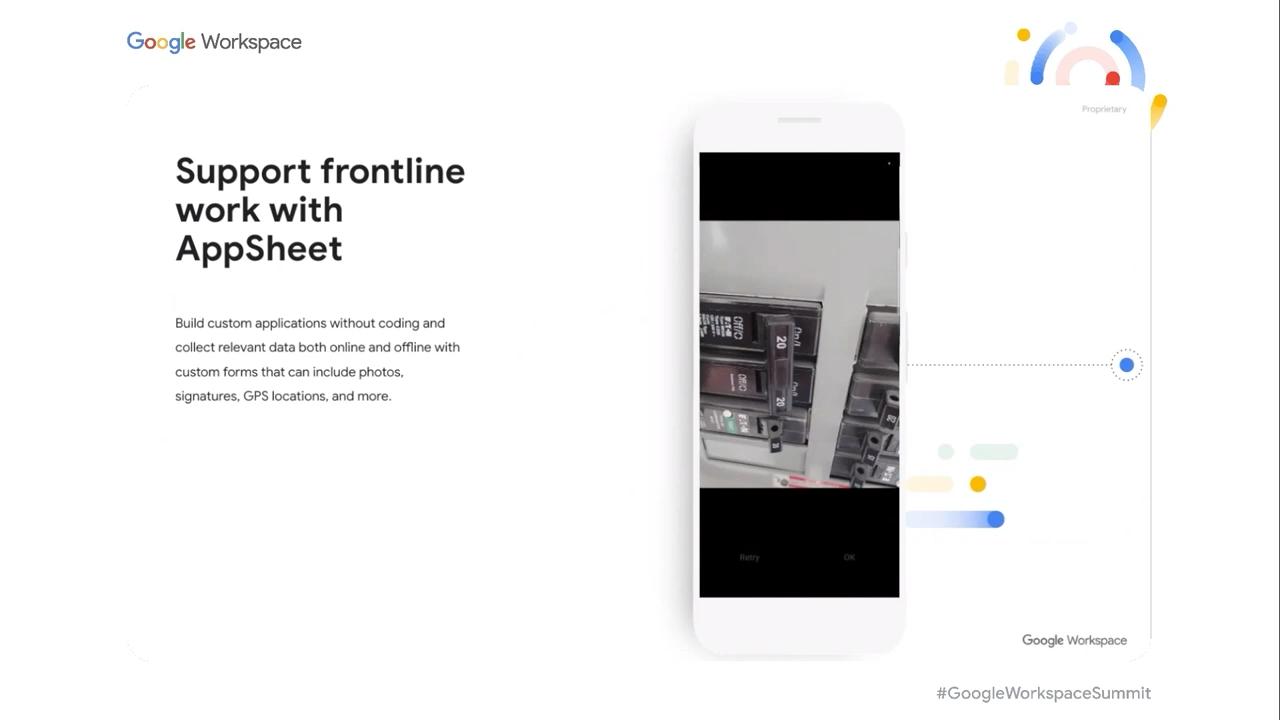 Google Workspace
Proprietary
Support frontline
work with
AppSheet
Build custom applications without coding and
collect relevant data both online and offline with
custom forms that can include photos,
signatures, GPS locations, and more.
20
20
Retry
OK
Google Workspace
#GoogleWorkspaceSummit